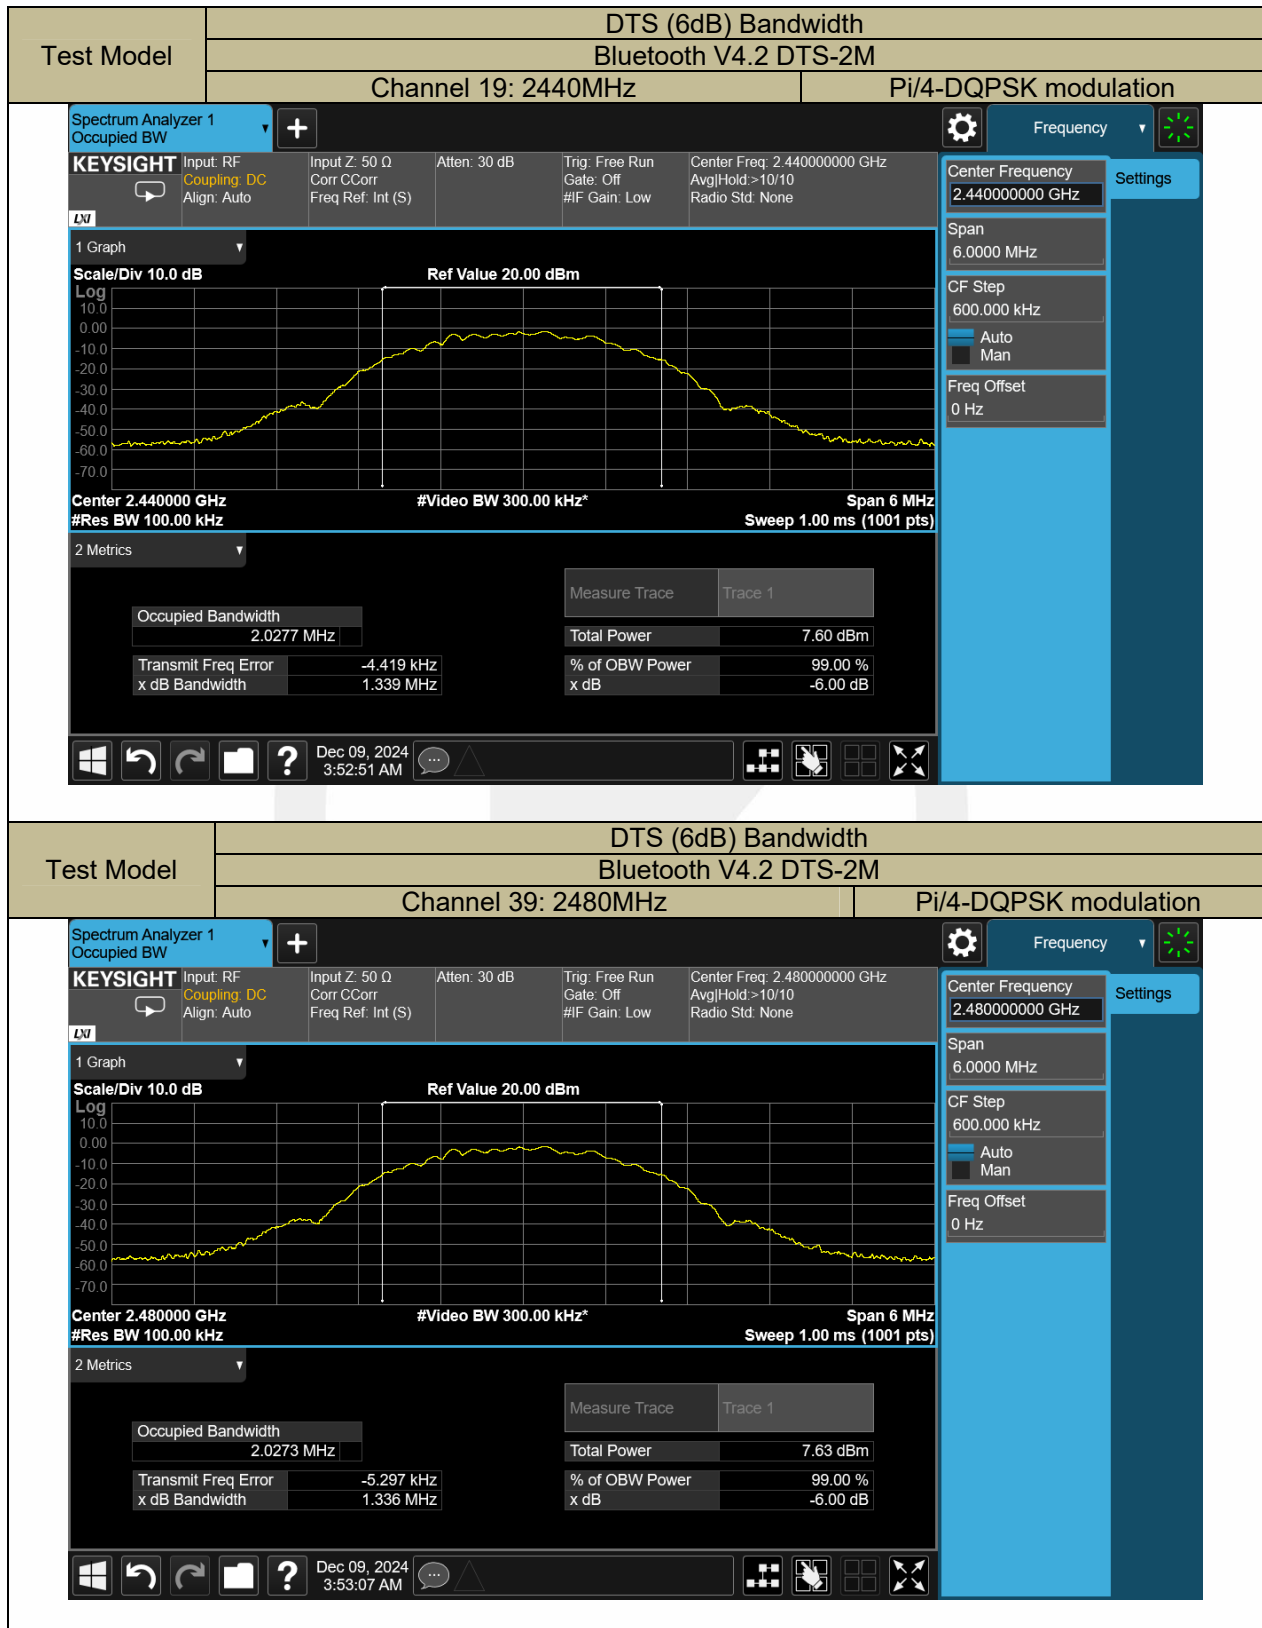 Test Model
DTS (6dB) Bandwidth
Bluetooth V4.2 DTS-2M
Channel 19: 2440MHz
Pi/4-DQPSK modulation
Spectrum Analyzer 1
Occupied BW
Frequency
KEYSIGHT
Input: RF
Coupling: DC
Align: Auto
Input Z: 50 Ω
Corr CCorr
Freq Ref: Int (S)
Atten: 30 dB
Trig: Free Run
Gate: Off
#IF Gain: Low
Center Freq: 2.440000000 GHz
Avg|Hold:>10/10
Radio Std: None
LXI
Center Frequency
2.440000000 GHz
Settings
Span
6.0000 MHz
CF Step
600.000 kHz
Auto
Man
Freq Offset
0 Hz
1 Graph
Scale/Div 10.0 dB
Ref Value 20.00 dBm
Log
10.0
0.00
-10.0
-20.0
-30.0
-40.0
-50.0
-60.0
-70.0
Center 2.440000 GHz
#Video BW 300.00 kHz*
Span 6 MHz
#Res BW 100.00 kHz
Sweep 1.00 ms (1001 pts)
2 Metrics
Measure Trace
Trace 1
Occupied Bandwidth
2.0277 MHz
Total Power
7.60 dBm
Transmit Freq Error
-4.419 kHz
% of OBW Power
99.00 %
x dB Bandwidth
1.339 MHz
x dB
-6.00 dB
Dec 09, 2024
3:52:51 AM
Test Model
DTS (6dB) Bandwidth
Bluetooth V4.2 DTS-2M
Channel 39: 2480MHz
Pi/4-DQPSK modulation
Spectrum Analyzer 1
Occupied BW
Frequency
KEYSIGHT
Input: RF
Coupling: DC
Align: Auto
Input Z: 50 Ω
Corr CCorr
Freq Ref: Int (S)
Atten: 30 dB
Trig: Free Run
Gate: Off
#IF Gain: Low
Center Freq: 2.480000000 GHz
Avg|Hold:>10/10
Radio Std: None
LXI
Center Frequency
2.480000000 GHz
Settings
Span
6.0000 MHz
CF Step
600.000 kHz
Auto
Man
Freq Offset
0 Hz
1 Graph
Scale/Div 10.0 dB
Ref Value 20.00 dBm
Log
10.0
0.00
-10.0
-20.0
-30.0
-40.0
-50.0
-60.0
-70.0
Center 2.480000 GHz
#Video BW 300.00 kHz*
Span 6 MHz
#Res BW 100.00 kHz
Sweep 1.00 ms (1001 pts)
2 Metrics
Measure Trace
Trace 1
Occupied Bandwidth
2.0273 MHz
Total Power
7.63 dBm
Transmit Freq Error
-5.297 kHz
% of OBW Power
99.00 %
x dB Bandwidth
1.336 MHz
x dB
-6.00 dB
Dec 09, 2024
3:53:07 AM